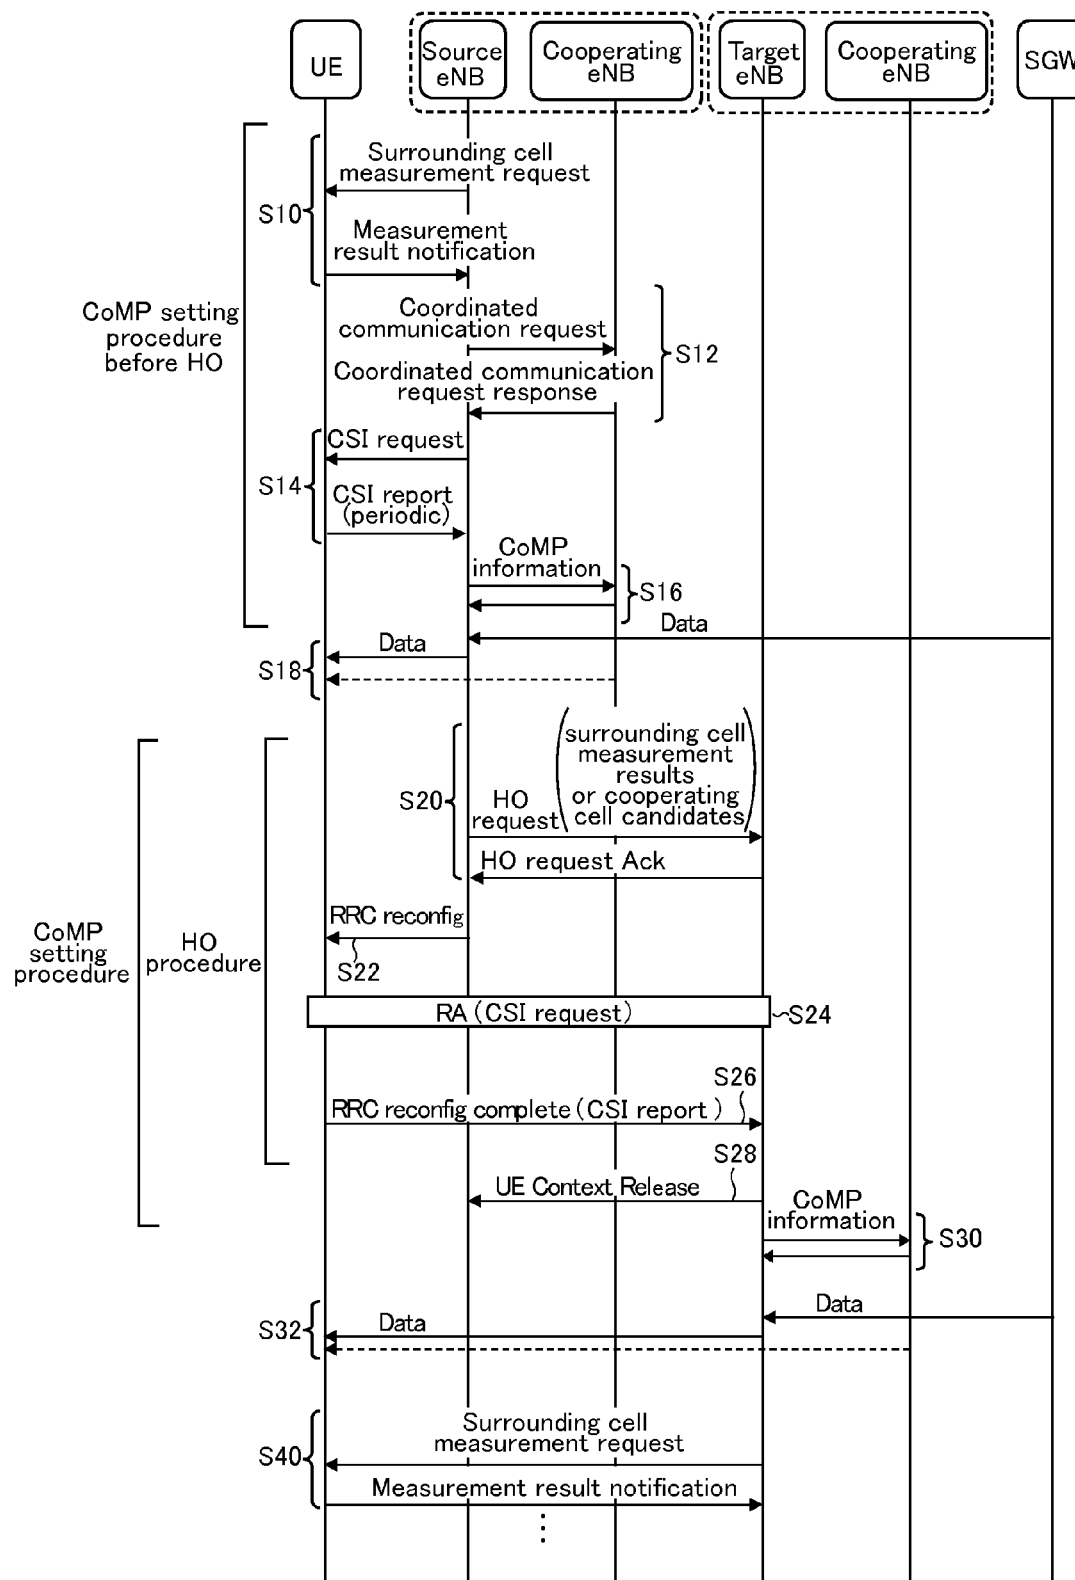 UE
Source
eNB
Cooperating
eNB
Target
eNB
Cooperating
eNB
SGW
Surrounding cell
measurement request
S10
Measurement
result notification
CoMP setting
procedure
before HO
Coordinated
communication request
S12
Coordinated communication
request response
CSI request
S14
CSI report
(periodic)
CoMP
information
S16
Data
Data
S18
(surrounding cell
measurement
results
or cooperating
cell candidates)
S20
HO
request
HO request Ack
RRC reconfig
S22
CoMP
setting
procedure
HO
procedure
RA (CSI request)
S24
S26
RRC reconfig complete (CSI report )
S28
UE Context Release
CoMP
information
S30
Data
S32
Data
Surrounding cell
measurement request
S40
Measurement result notification